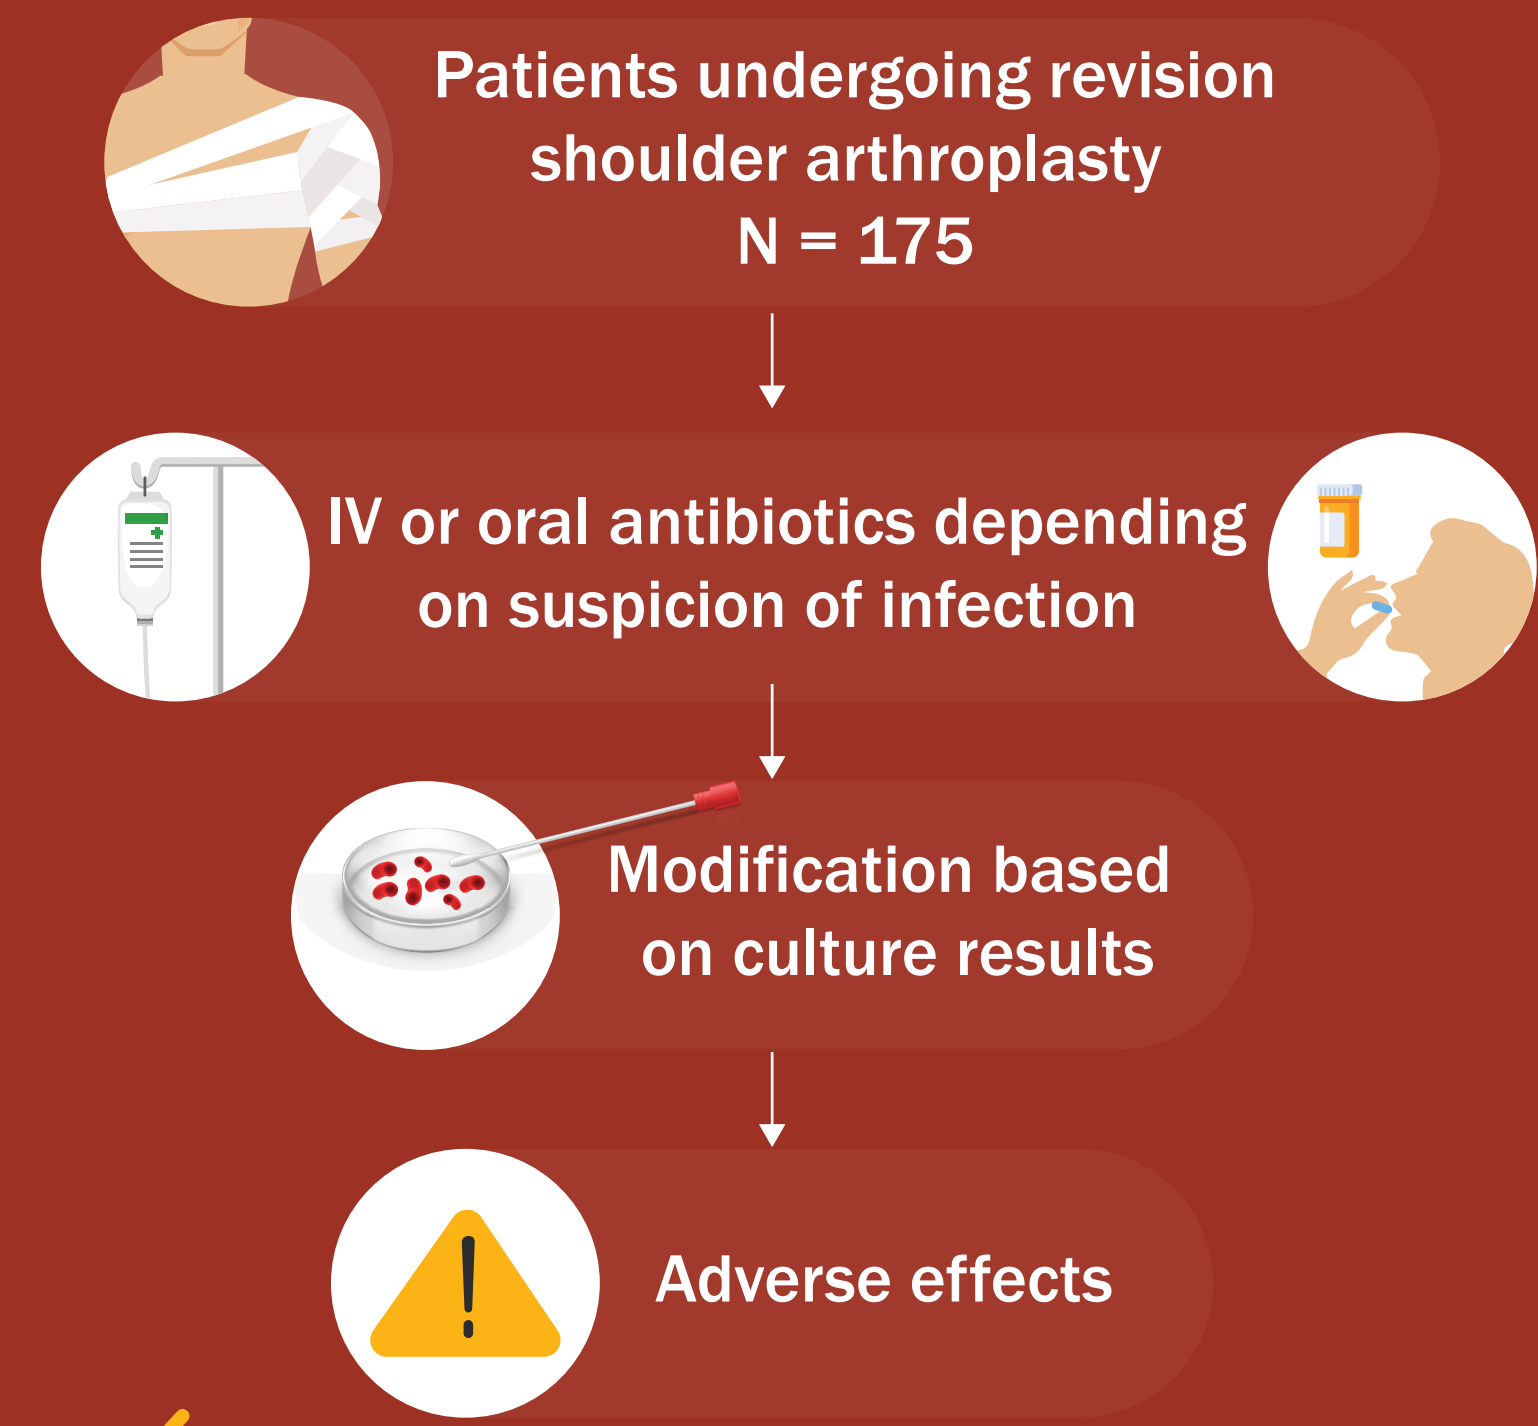 Patients undergoing revision
shoulder arthroplasty
N = 175
IV or oral antibiotics depending
on suspicion of infection
Modification based
on culture results
Adverse effects